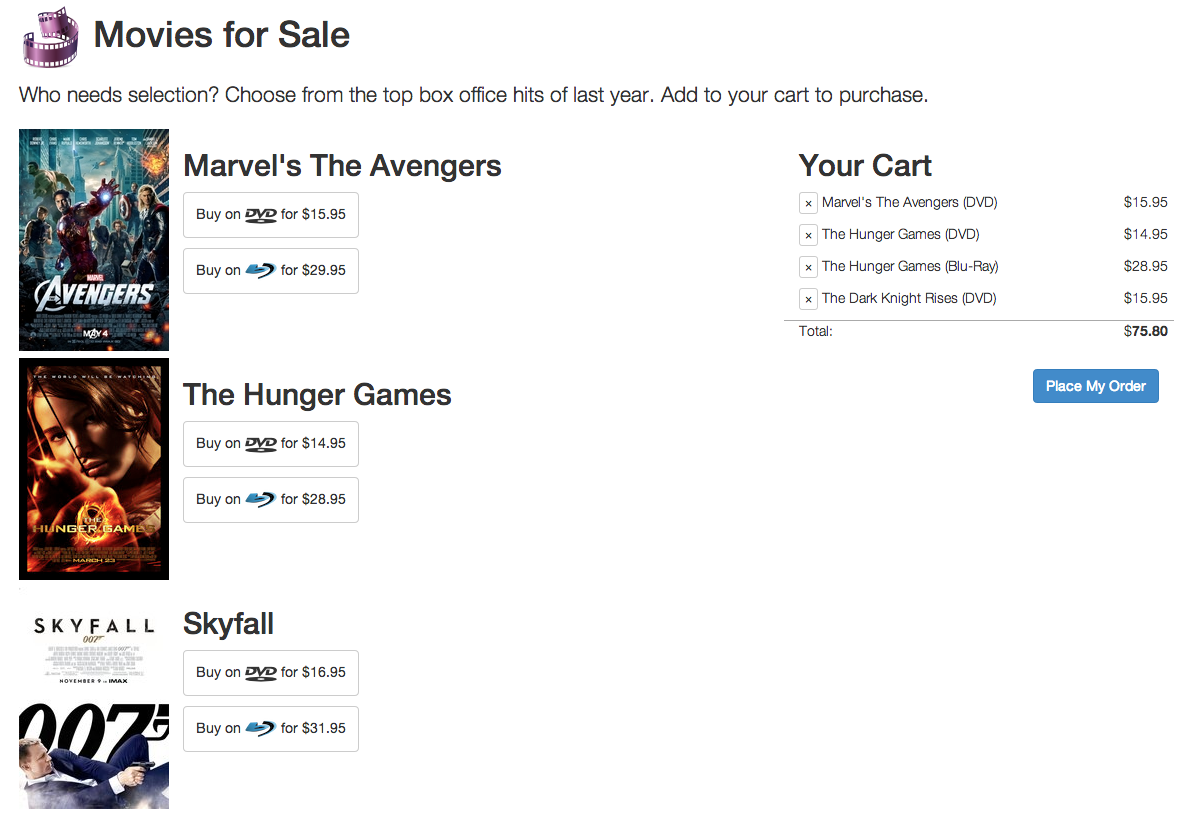 Movies for Sale
Who needs selection? Choose from the top box office hits of last year. Add to your cart to purchase.
THE WORLD WILL BE WATCHING
MARVEL
AVENGERS
MAY 4
Marvel's The Avengers
Buy on DVD for $15.95
Buy on for $29.95
THE
HUNGER GAMES
MARCH 23
The Hunger Games
Buy on DVD for $14.95
Buy on for $28.95
SKYFALL
007
NOVEMBER 9 IN IMAX
007
Skyfall
Buy on DVD for $16.95
Buy on for $31.95
Your Cart
× Marvel's The Avengers (DVD) $15.95
× The Hunger Games (DVD) $14.95
× The Hunger Games (Blu-Ray) $28.95
× The Dark Knight Rises (DVD) $15.95
Total: $75.80
Place My Order